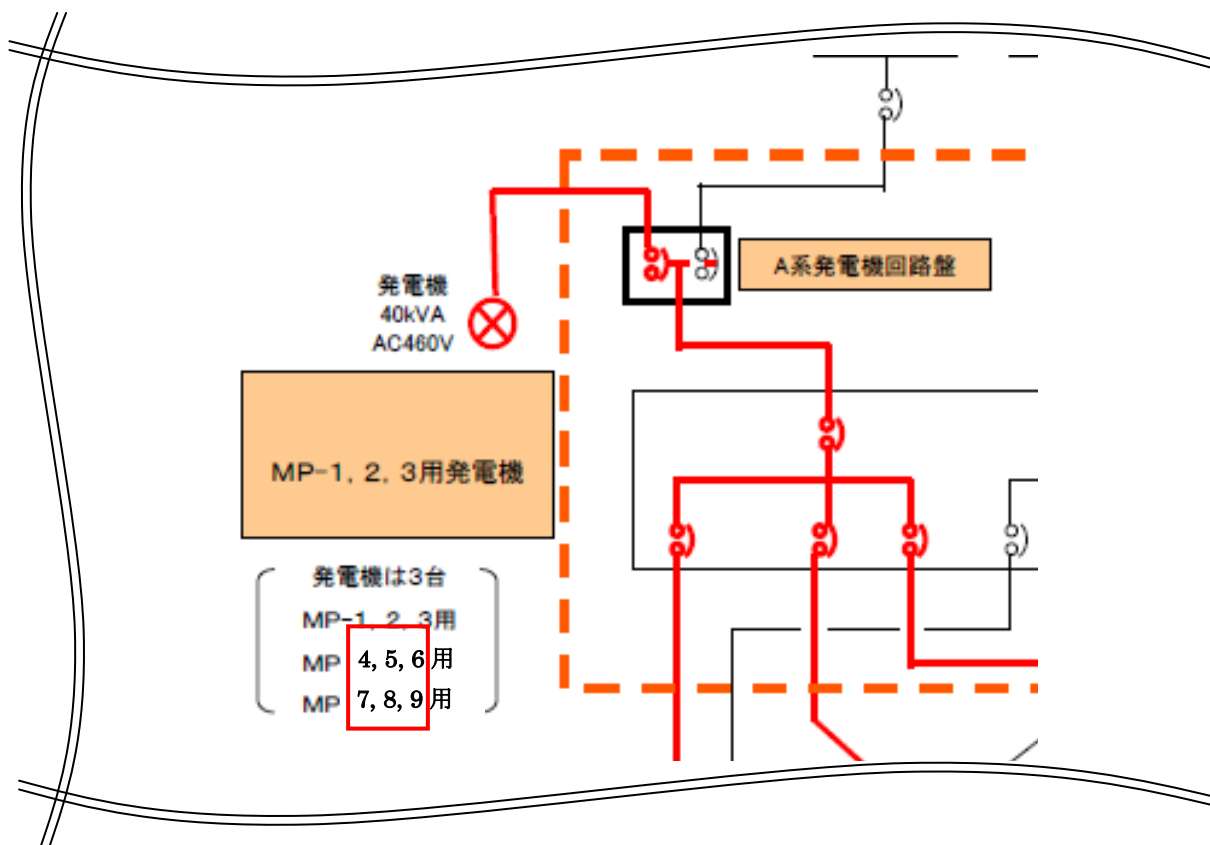 A系発電機回路盤
発電機
40kVA
AC460V
MP-1, 2, 3用発電機
発電機は3台
MP-1, 2, 3用
MP 4, 5, 6用
MP 7, 8, 9用